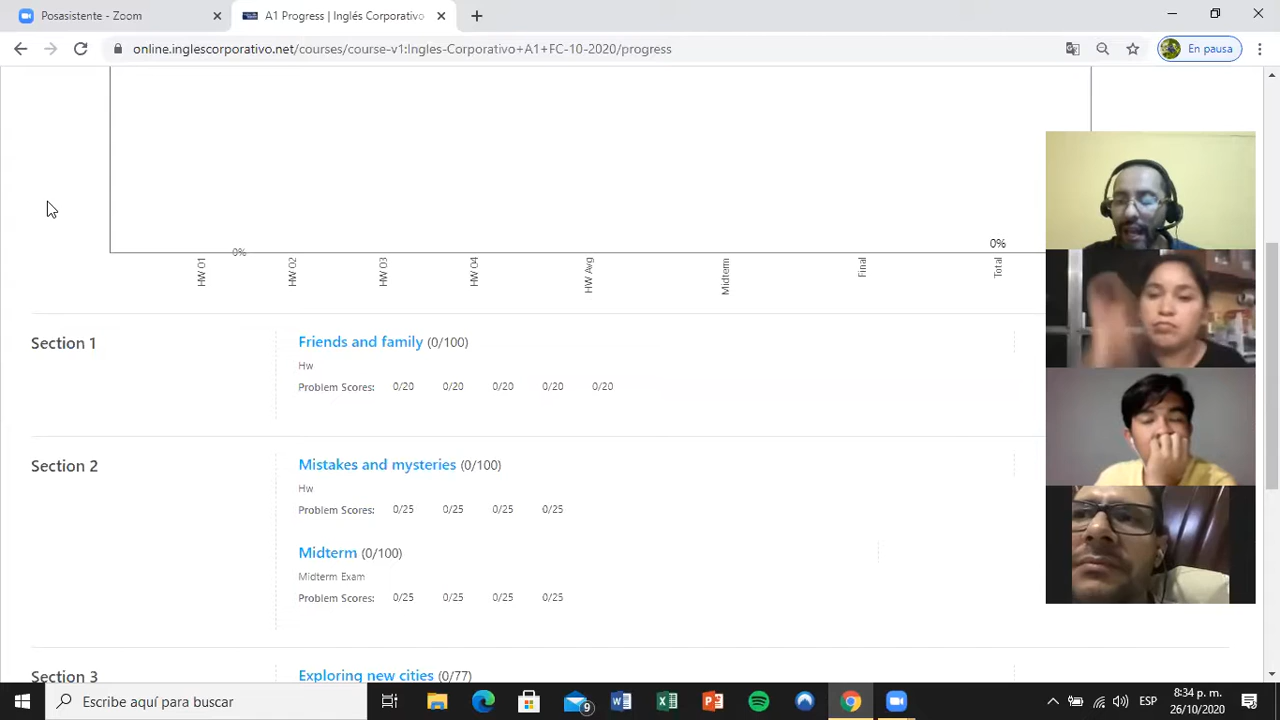 Posasistente - Zoom
A1 Progress | Inglés Corporativo
online.inglescorporativo.net/courses/course-v1:Ingles-Corporativo+A1+FC-10-2020/progress
En pausa
0%
0%
HW 01
HW 02
HW 03
HW 04
HW Avg
Midterm
Final
Total
Section 1
Friends and family (0/100)
Hw
Problem Scores: 0/20 0/20 0/20 0/20 0/20
Section 2
Mistakes and mysteries (0/100)
Hw
Problem Scores: 0/25 0/25 0/25 0/25
Midterm (0/100)
Midterm Exam
Problem Scores: 0/25 0/25 0/25 0/25
Section 3
Exploring new cities (0/77)
Escribe aquí para buscar
9
ESP
8:34 p. m.
26/10/2020